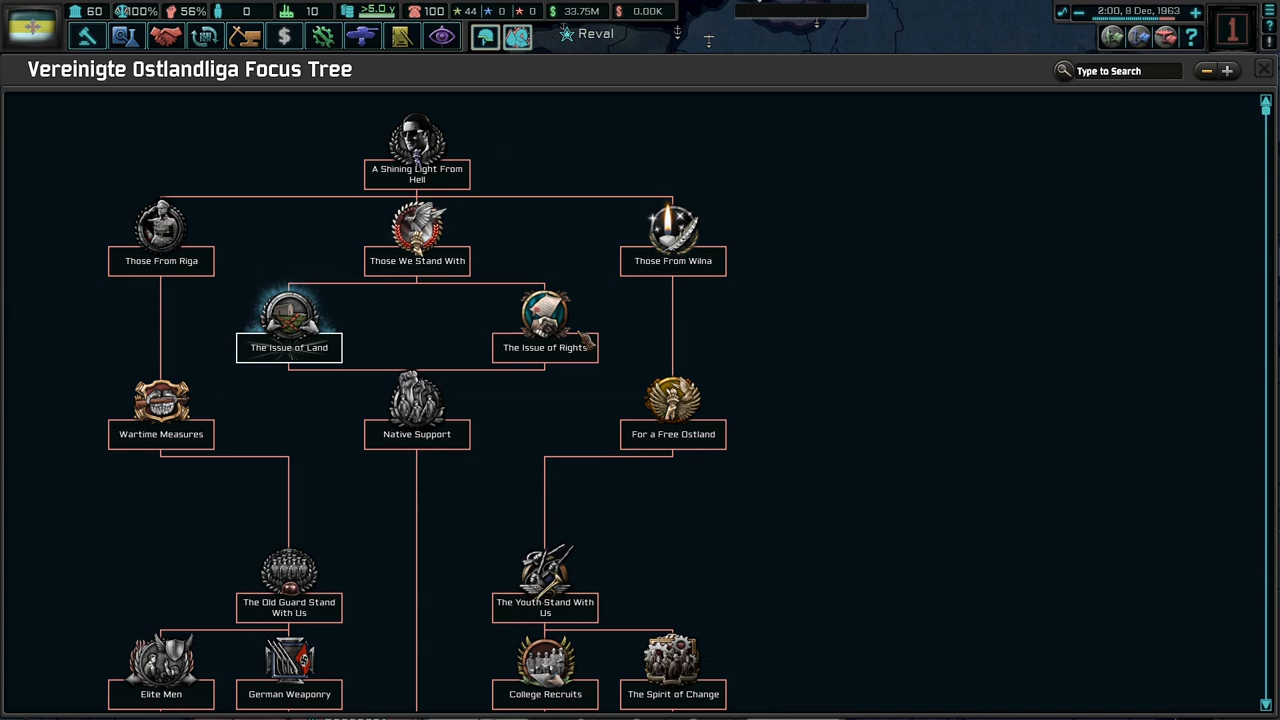 60 100% 56% 0 10 >5.0 y 100 44 0 0 $ 33.75M $ 0.00K
2:00, 8 Dec, 1963
1
Reval
Vereinigte Ostlandliga Focus Tree
Type to Search
A Shining Light From
Hell
Those From Riga
Those We Stand With
Those From Wilna
The Issue of Land
The Issue of Rights
Wartime Measures
Native Support
For a Free Ostland
The Old Guard Stand
With Us
The Youth Stand With
Us
Elite Men
German Weaponry
College Recruits
The Spirit of Change